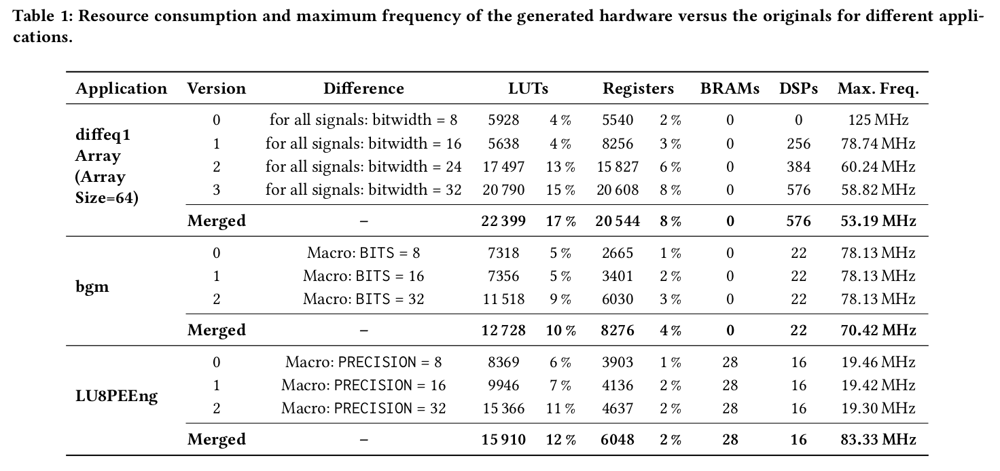 Table 1: Resource consumption and maximum frequency of the generated hardware versus the originals for different appli-
cations.
Application Version Difference LUTs Registers BRAMs DSPs Max. Freq.
diffeq1
Array
(Array
Size=64)
0 for all signals: bitwidth = 8 5928 4 % 5540 2 % 0 0 125 MHz
1 for all signals: bitwidth = 16 5638 4 % 8256 3 % 0 256 78.74 MHz
2 for all signals: bitwidth = 24 17 497 13 % 15 827 6 % 0 384 60.24 MHz
3 for all signals: bitwidth = 32 20 790 15 % 20 608 8 % 0 576 58.82 MHz
Merged – 22 399 17 % 20 544 8 % 0 576 53.19 MHz
bgm
0 Macro: BITS = 8 7318 5 % 2665 1 % 0 22 78.13 MHz
1 Macro: BITS = 16 7356 5 % 3401 2 % 0 22 78.13 MHz
2 Macro: BITS = 32 11 518 9 % 6030 3 % 0 22 78.13 MHz
Merged – 12 728 10 % 8276 4 % 0 22 70.42 MHz
LU8PEEng
0 Macro: PRECISION = 8 8369 6 % 3903 1 % 28 16 19.46 MHz
1 Macro: PRECISION = 16 9946 7 % 4136 2 % 28 16 19.42 MHz
2 Macro: PRECISION = 32 15 366 11 % 4637 2 % 28 16 19.30 MHz
Merged – 15 910 12 % 6048 2 % 28 16 83.33 MHz